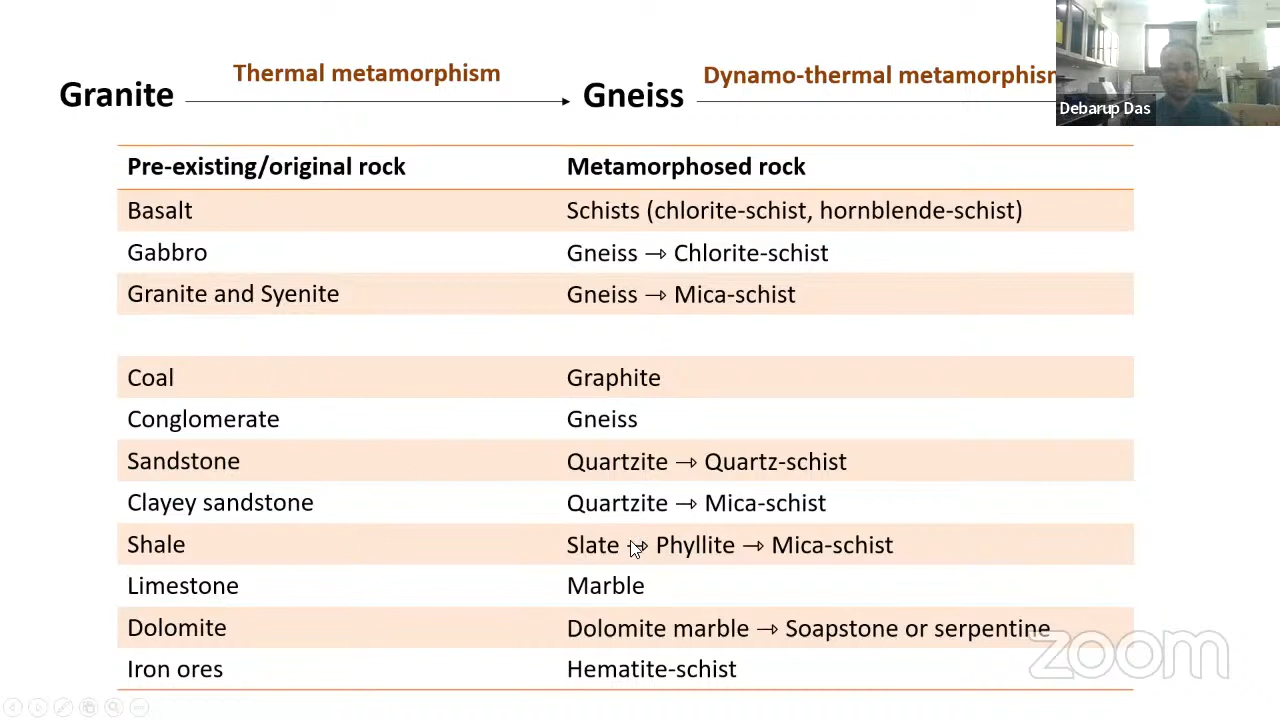 Thermal metamorphism
Dynamo-thermal metamorphism
Granite
Gneiss
Debarup Das
Pre-existing/original rock Metamorphosed rock
Basalt Schists (chlorite-schist, hornblende-schist)
Gabbro Gneiss → Chlorite-schist
Granite and Syenite Gneiss → Mica-schist
Coal Graphite
Conglomerate Gneiss
Sandstone Quartzite → Quartz-schist
Clayey sandstone Quartzite → Mica-schist
Shale Slate → Phyllite → Mica-schist
Limestone Marble
Dolomite Dolomite marble → Soapstone or serpentine
Iron ores Hematite-schist
zoom